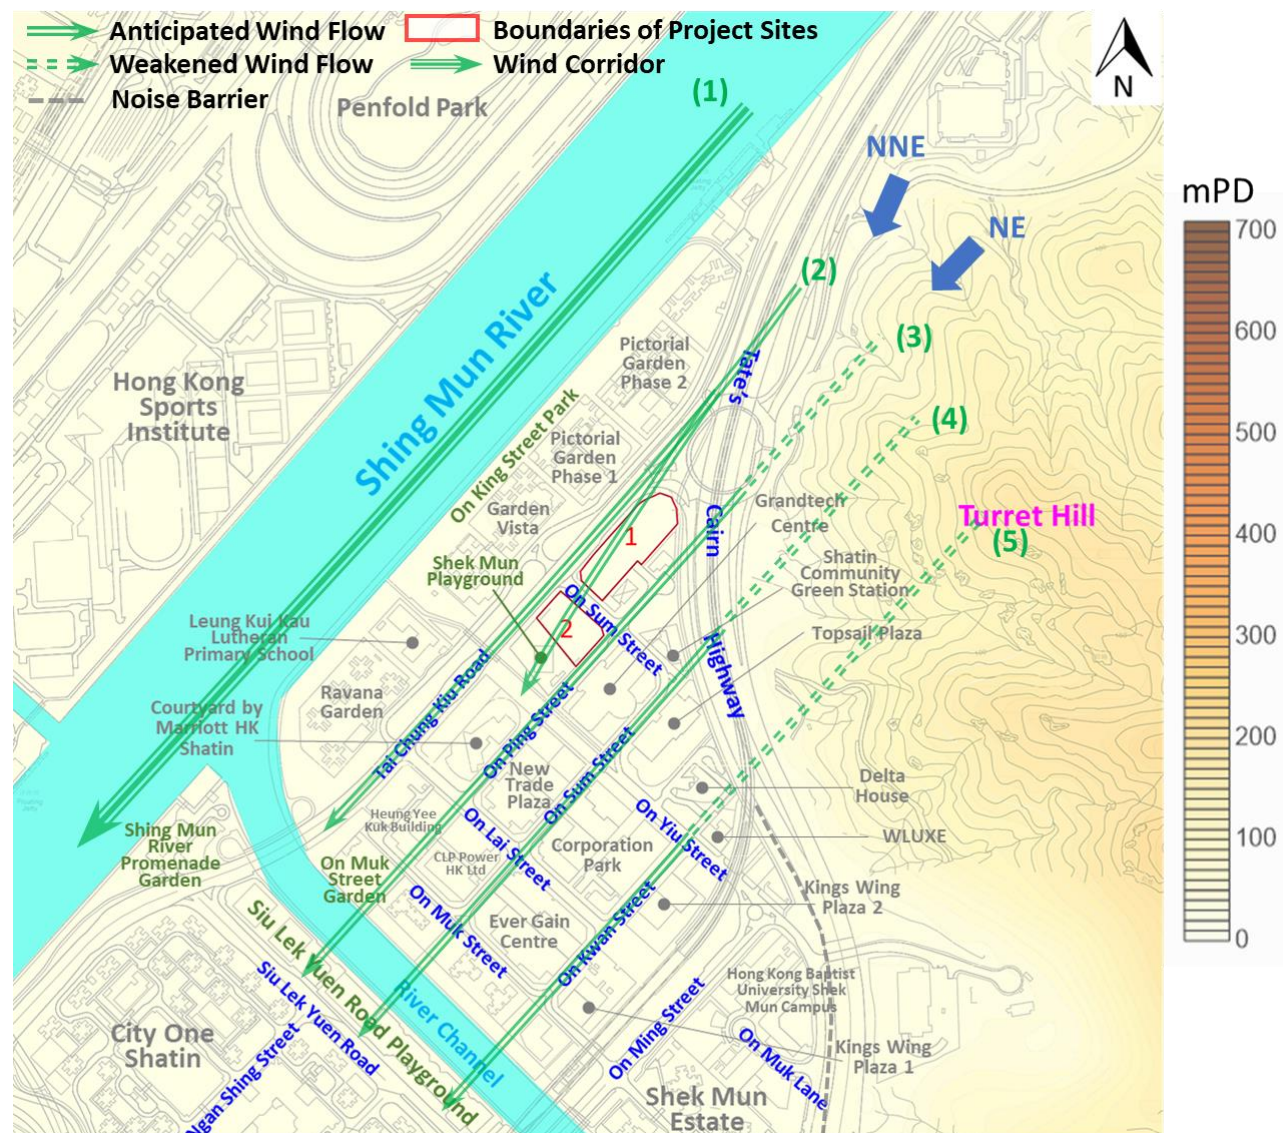 Anticipated Wind Flow
Boundaries of Project Sites
Weakened Wind Flow
Wind Corridor
Noise Barrier
N
Penfold Park
(1)
NNE
NE
mPD
700
600
500
400
300
200
100
0
(2)
(3)
(4)
(5)
Shing Mun River
Hong Kong
Sports
Institute
Pictorial
Garden
Phase 2
Tate's
Cairn
Highway
On King Street Park
Pictorial
Garden
Phase 1
Garden
Vista
Grandtech
Centre
Turret Hill
1
2
Shek Mun
Playground
On Sum Street
Shatin
Community
Green Station
Topsail Plaza
Leung Kui Kau
Lutheran
Primary School
Ravana
Garden
Courtyard by
Marriott HK
Shatin
Tai Chung Kiu Road
On Ping Street
On Sum Street
New
Trade
Plaza
Delta
House
WLUXE
Heung Yee
Kuk Building
On Lai Street
On Yiu Street
Corporation
Park
CLP Power
HK Ltd
Shing Mun
River
Promenade
Garden
On Muk
Street
Garden
On Muk Street
Ever Gain
Centre
On Kwan Street
Kings Wing
Plaza 2
Siu Lek Yuen Road Playground
Siu Lek Yuen Road
River Channel
Hong Kong Baptist
University Shek
Mun Campus
On Ming Street
On Muk Lane
Kings Wing
Plaza 1
City One
Shatin
Ngan Shing Street
Shek Mun
Estate